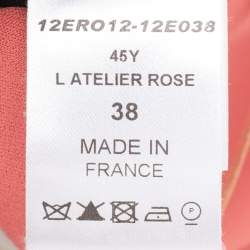 12ERO12-12E038
45Y
L ATELIER ROSE
38
MADE IN
FRANCE
P